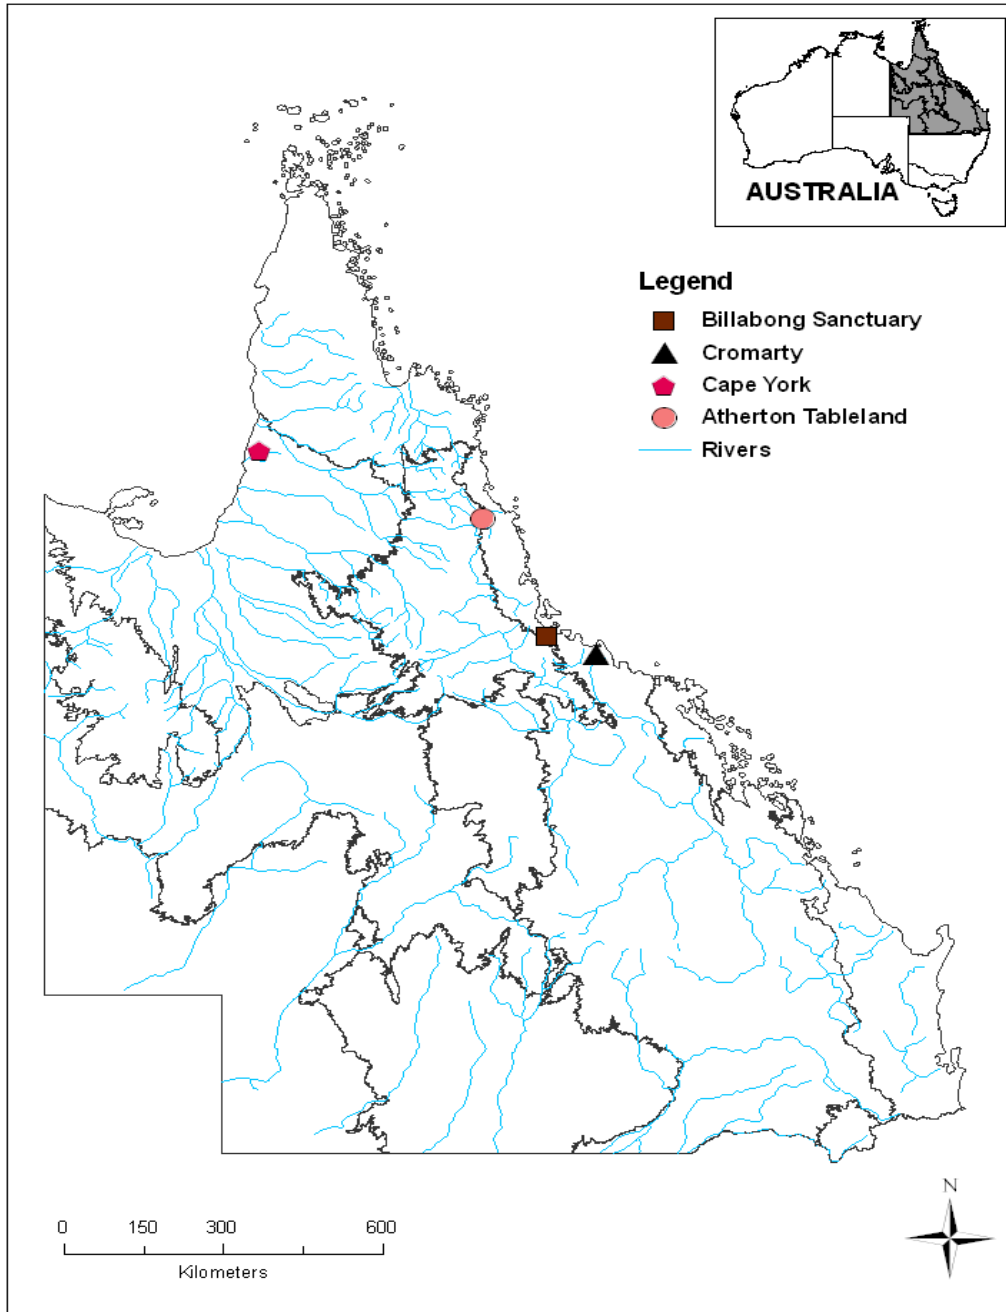 AUSTRALIA
Legend
Billabong Sanctuary
Cromarty
Cape York
Atherton Tableland
Rivers
N
0 150 300 600
Kilometers